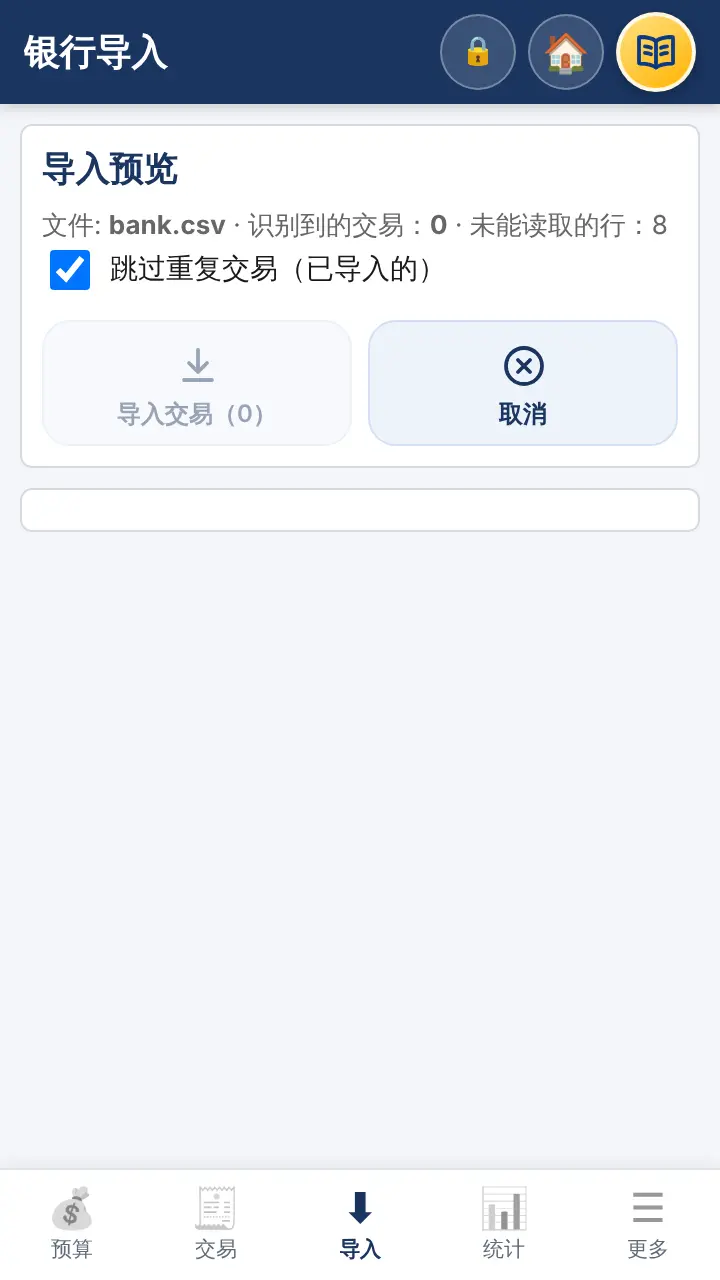 银行导入
导入预览
文件: bank.csv · 识别到的交易：0 · 未能读取的行：8
跳过重复交易（已导入的）
导入交易（0）
取消
预算
交易
导入
统计
更多